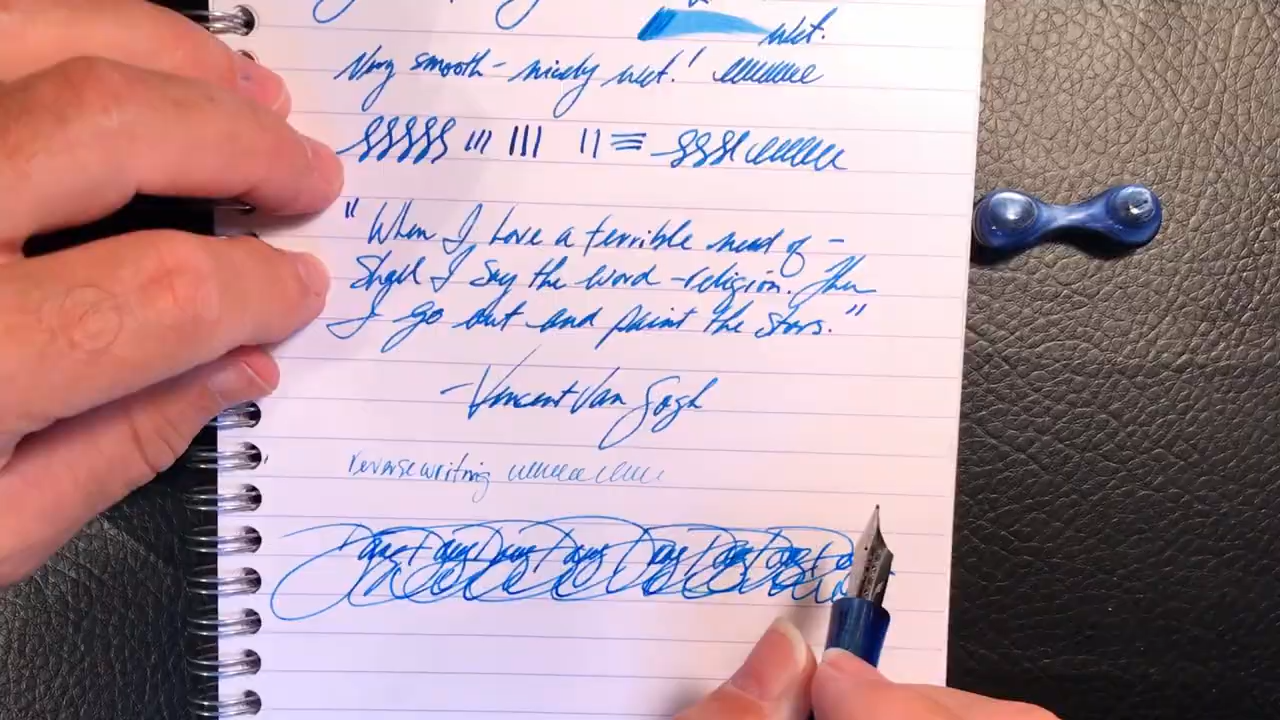 wet.
Very smooth - nicely wet!
"When I have a terrible need of -
Shall I say the word - religion. Then
I go out and paint the stars."
- Vincent Van Gogh
reverse writing